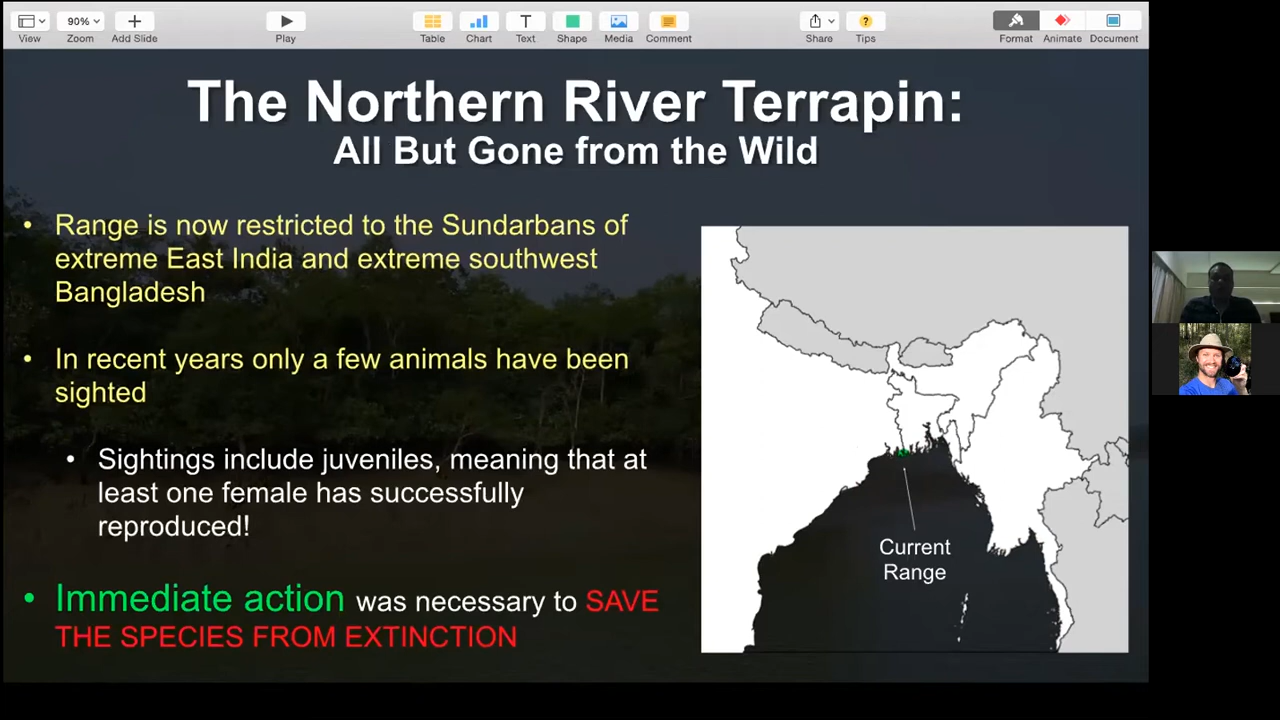 90%
View
Zoom
Add Slide
Play
Table
Chart
Text
Shape
Media
Comment
Share
Tips
Format
Animate
Document
The Northern River Terrapin:
All But Gone from the Wild
• Range is now restricted to the Sundarbans of
extreme East India and extreme southwest
Bangladesh
• In recent years only a few animals have been
sighted
• Sightings include juveniles, meaning that at
least one female has successfully
reproduced!
• Immediate action was necessary to SAVE
THE SPECIES FROM EXTINCTION
Current
Range